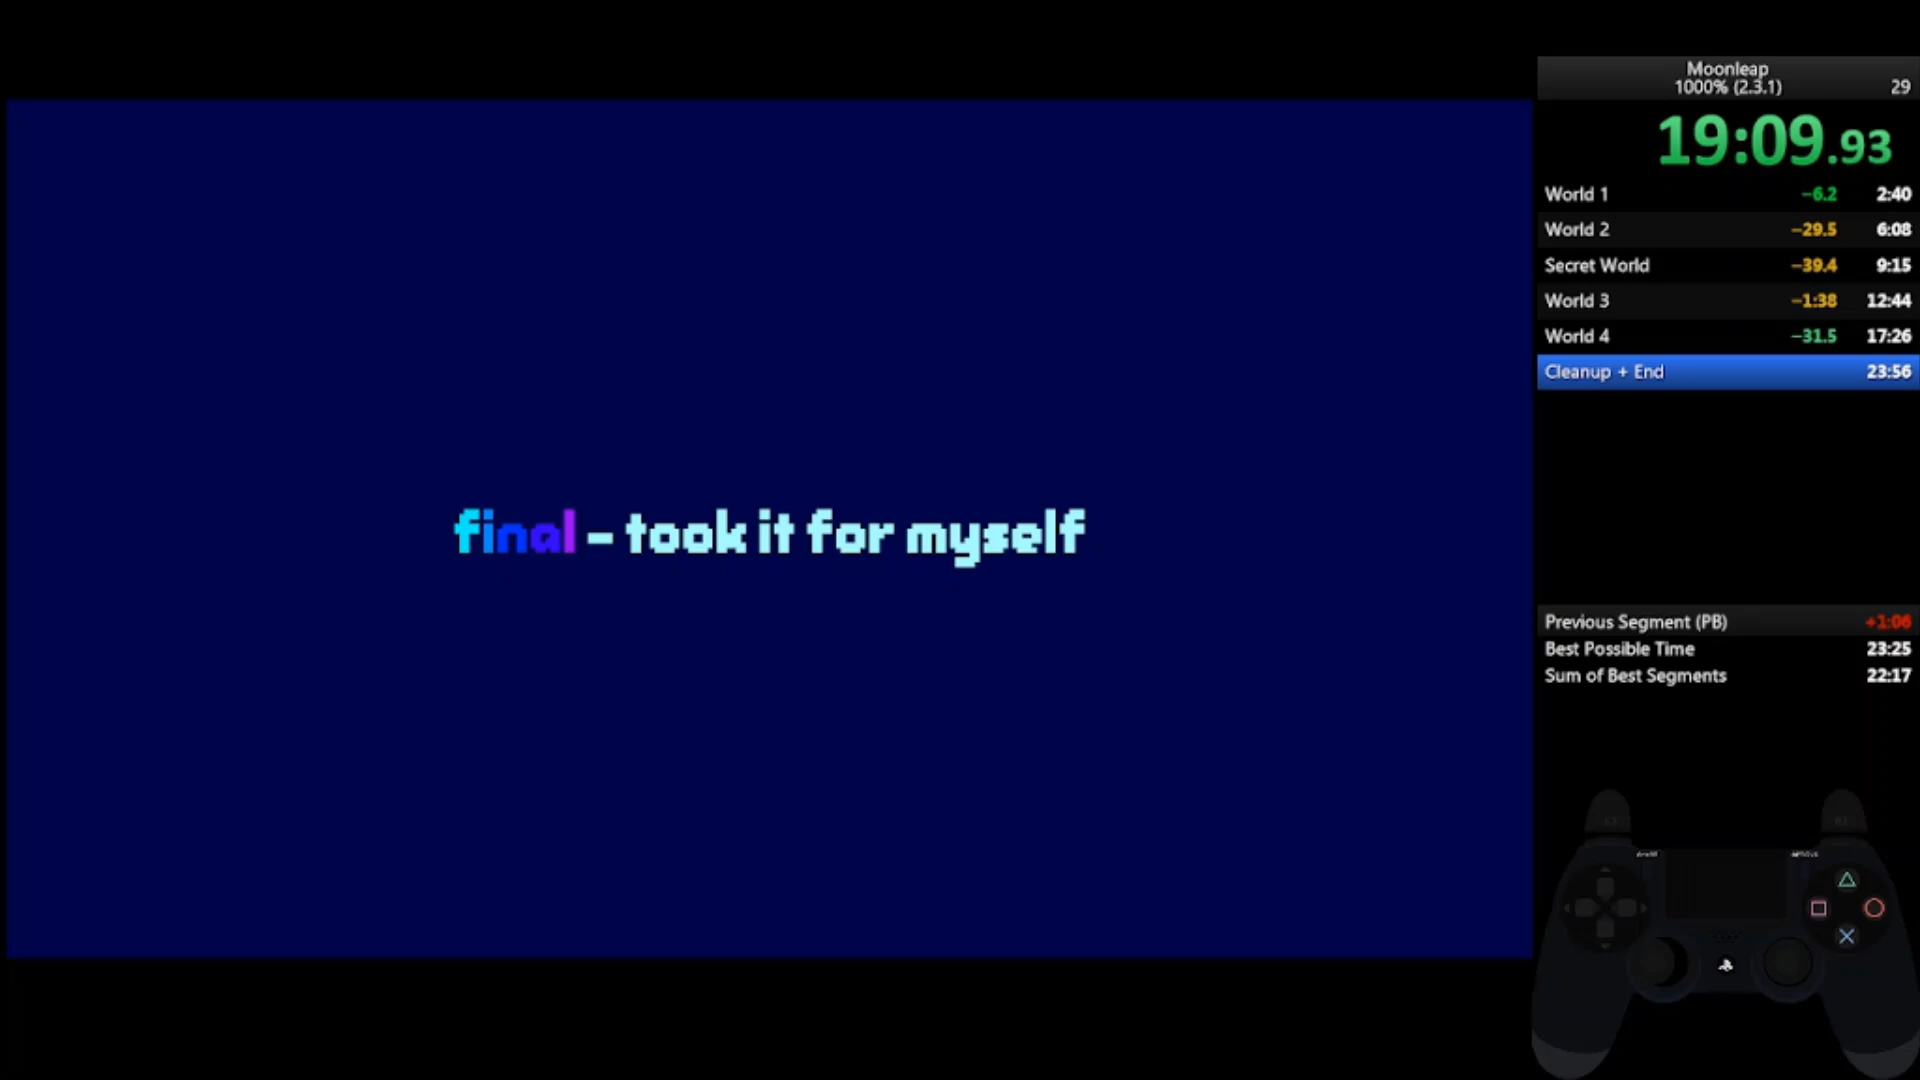 Moonleap
1000% (2.3.1) 29
19:09.93
World 1 −6.2 2:40
World 2 −29.5 6:08
Secret World −39.4 9:15
World 3 −1:38 12:44
World 4 −31.5 17:26
Cleanup + End 23:56
final - took it for myself
Previous Segment (PB) +1:06
Best Possible Time 23:25
Sum of Best Segments 22:17